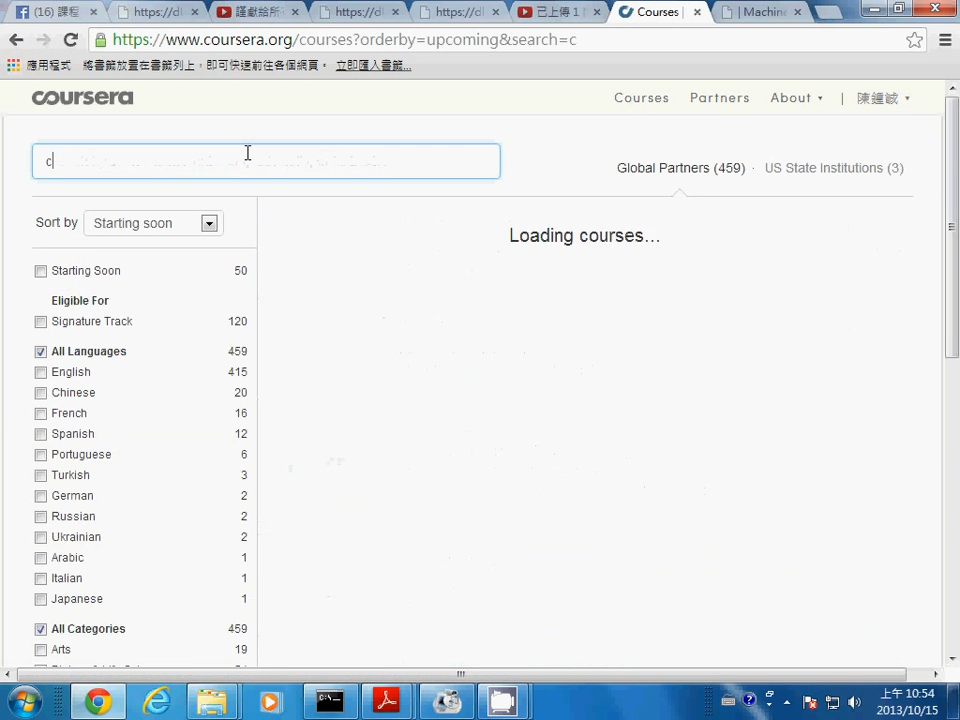 (16) 課程
https://dl
謹獻給所
https://dl
https://dl
已上傳 1
Courses |
| Machine
https://www.coursera.org/courses?orderby=upcoming&search=c
應用程式 將書籤放置在書籤列上，即可快速前往各個網頁。 立即匯入書籤...
coursera
Courses Partners About | 陳鍾誠
c
Global Partners (459) US State Institutions (3)
Sort by Starting soon
Loading courses...
Starting Soon 50
Eligible For
Signature Track 120
All Languages 459
English 415
Chinese 20
French 16
Spanish 12
Portuguese 6
Turkish 3
German 2
Russian 2
Ukrainian 2
Arabic 1
Italian 1
Japanese 1
All Categories 459
Arts 19
上午 10:54
2013/10/15